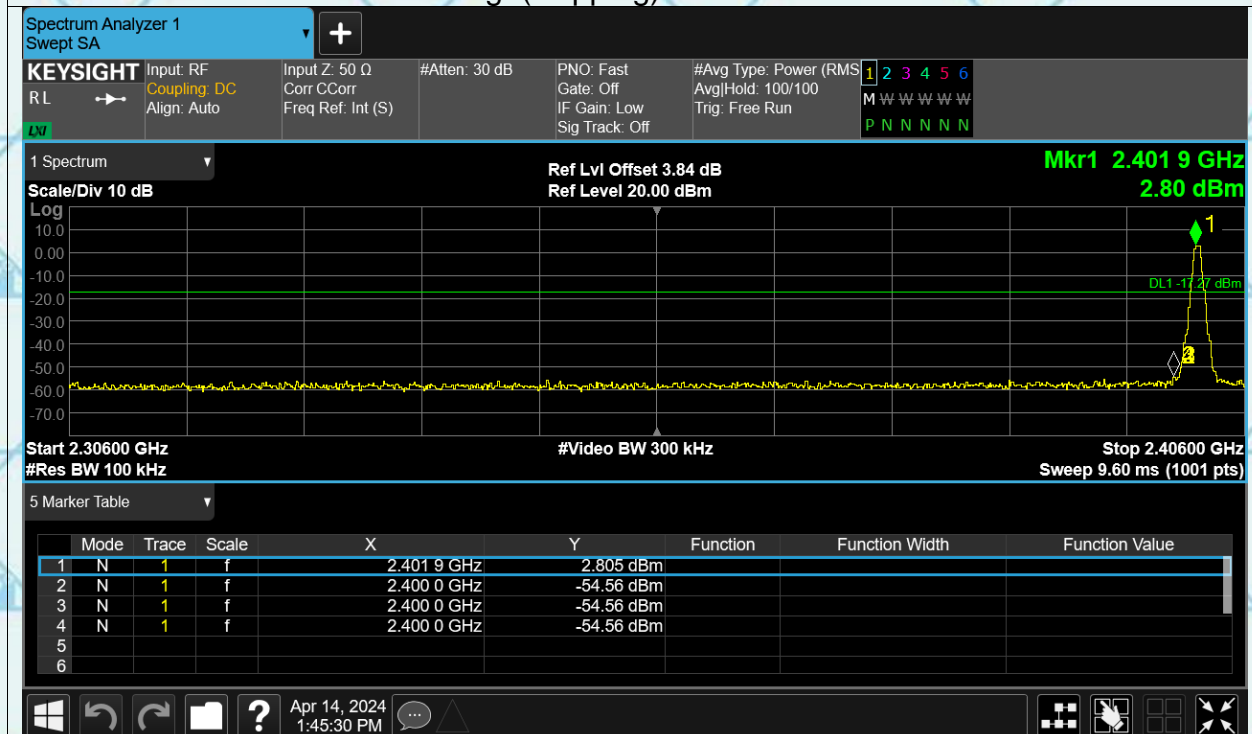 Spectrum Analyzer 1
Swept SA
+
KEYSIGHT Input: RF Input Z: 50 Ω #Atten: 30 dB PNO: Fast #Avg Type: Power (RMS 1 2 3 4 5 6
RL Coupling: DC Corr CCorr Gate: Off Avg|Hold: 100/100 M W W W W W
Align: Auto Freq Ref: Int (S) IF Gain: Low Trig: Free Run
LXI Sig Track: Off P N N N N N
1 Spectrum Ref Lvl Offset 3.84 dB Mkr1 2.401 9 GHz
Scale/Div 10 dB Ref Level 20.00 dBm 2.80 dBm
Log
1
10.0
0.00
-10.0
DL1 -17.27 dBm
-20.0
-30.0
-40.0
-50.0
-60.0
-70.0
Start 2.30600 GHz #Video BW 300 kHz Stop 2.40600 GHz
#Res BW 100 kHz Sweep 9.60 ms (1001 pts)
5 Marker Table
Mode Trace Scale X Y Function Function Width Function Value
1 N 1 f 2.401 9 GHz 2.805 dBm
2 N 1 f 2.400 0 GHz -54.56 dBm
3 N 1 f 2.400 0 GHz -54.56 dBm
4 N 1 f 2.400 0 GHz -54.56 dBm
5
6
? Apr 14, 2024
1:45:30 PM